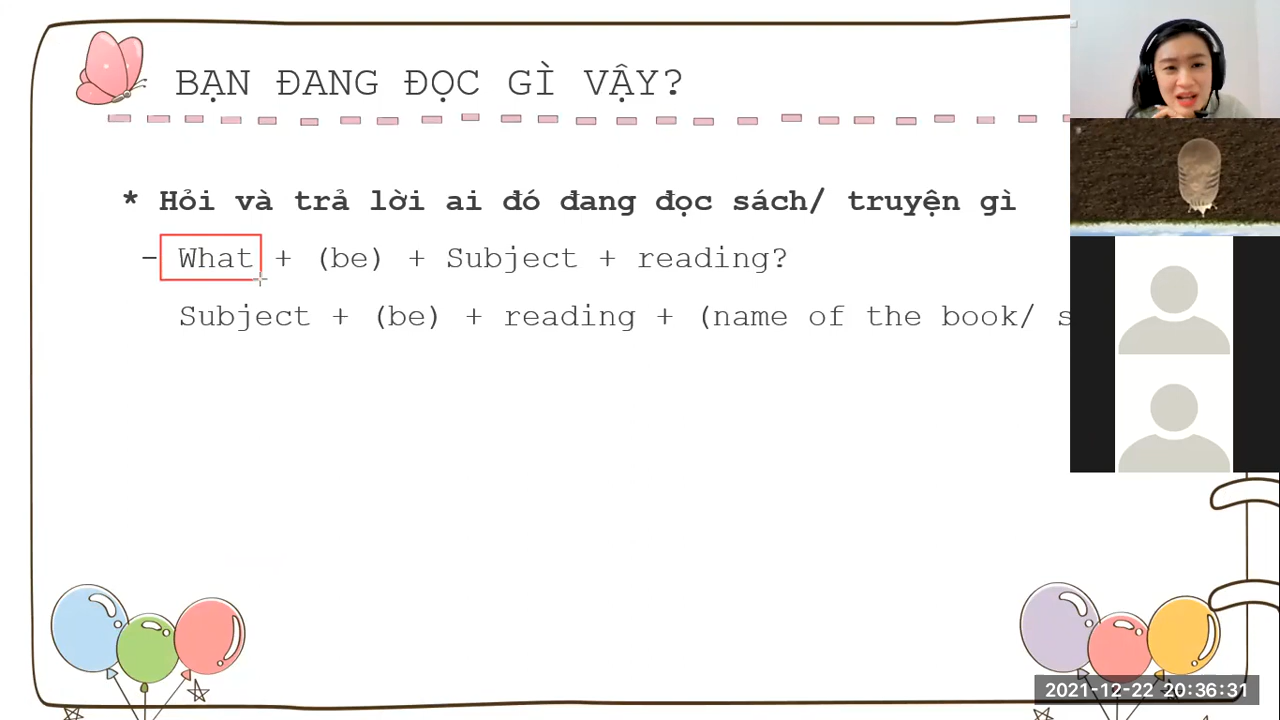 BẠN ĐANG ĐỌC GÌ VẬY?
* Hỏi và trả lời ai đó đang đọc sách/ truyện gì
- What + (be) + Subject + reading?
Subject + (be) + reading + (name of the book/ s
2021-12-22 20:36:31